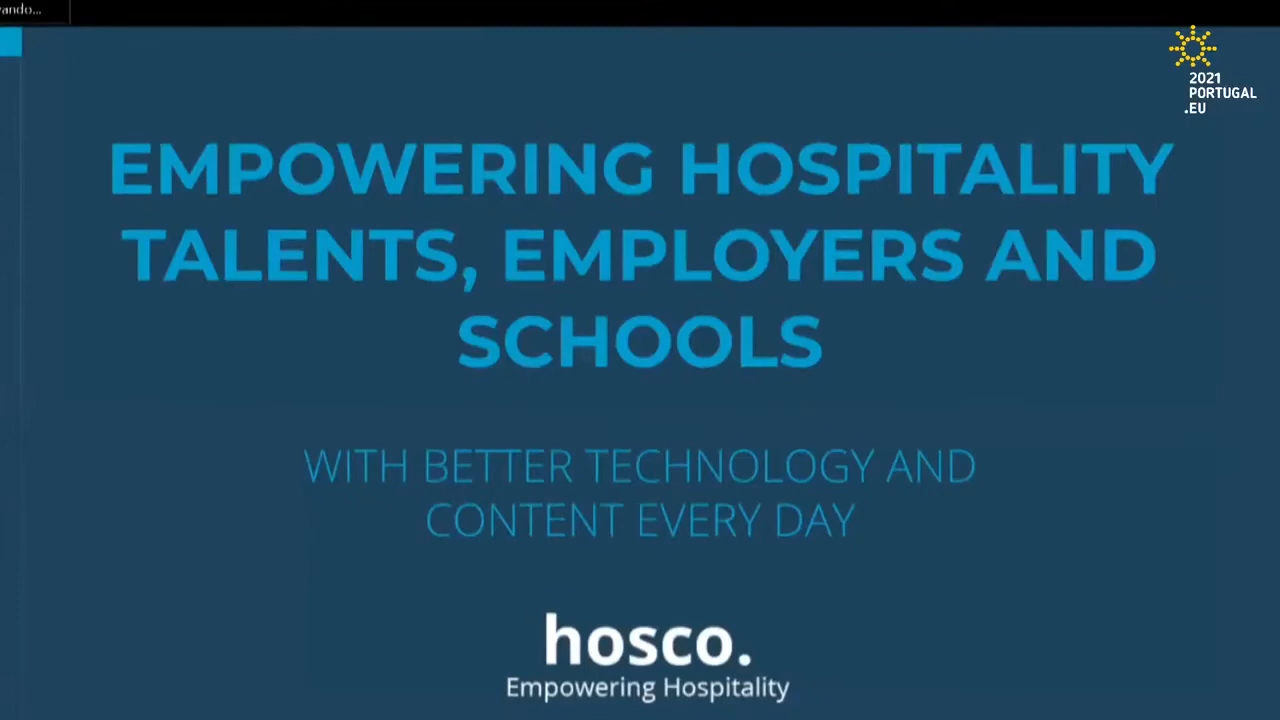 2021
PORTUGAL
.EU
EMPOWERING HOSPITALITY
TALENTS, EMPLOYERS AND
SCHOOLS
WITH BETTER TECHNOLOGY AND
CONTENT EVERY DAY
hosco.
Empowering Hospitality